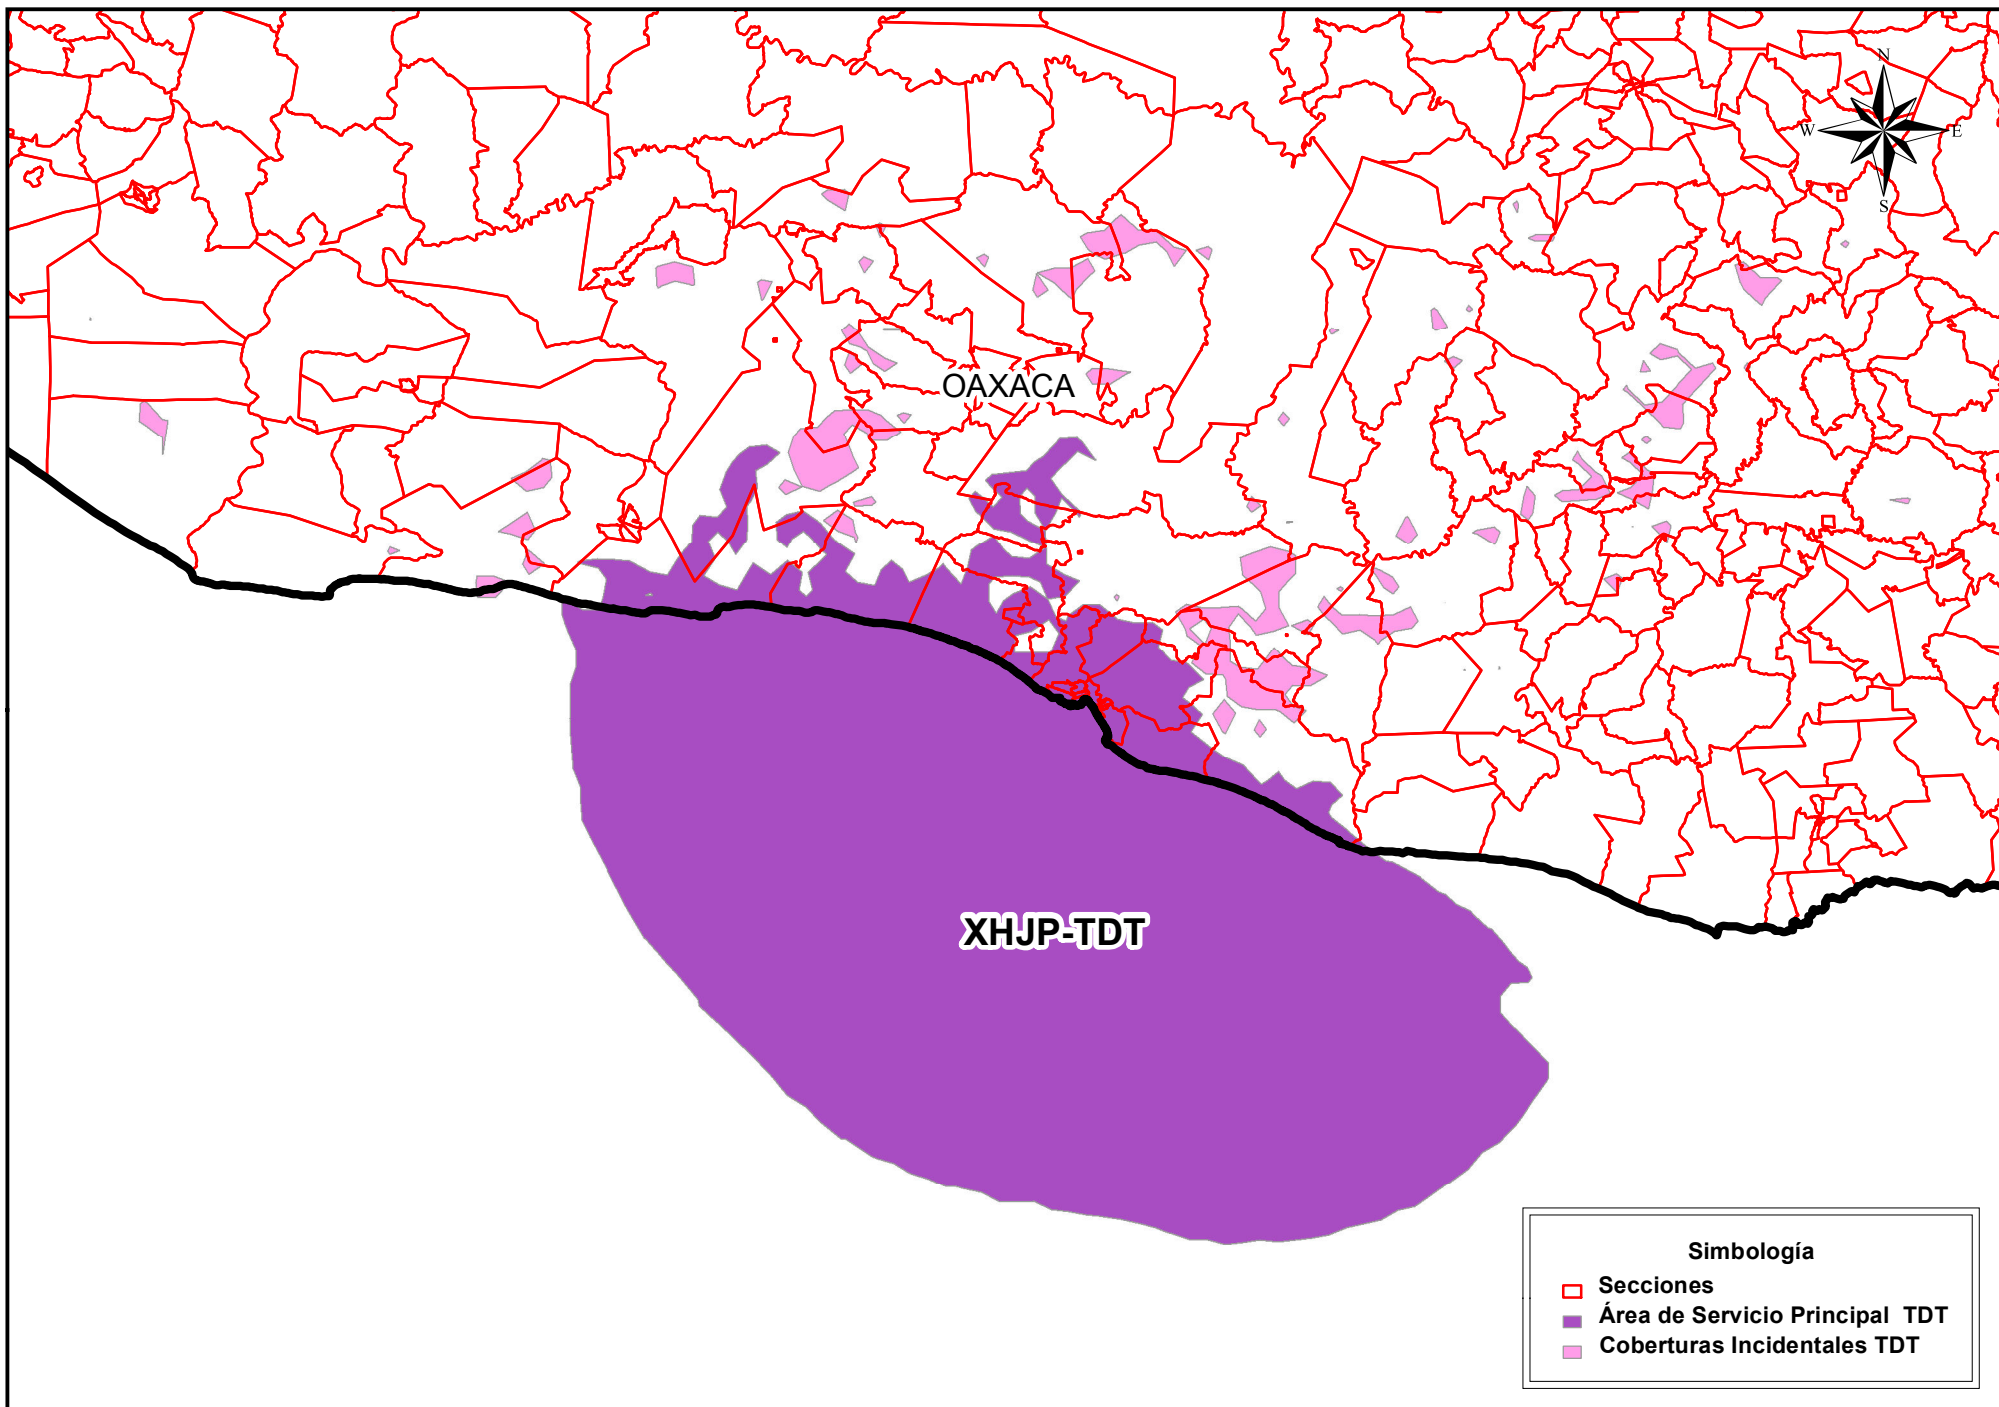 N
W E
S
OAXACA
XHJP-TDT
Simbología
Secciones
Área de Servicio Principal TDT
Coberturas Incidentales TDT